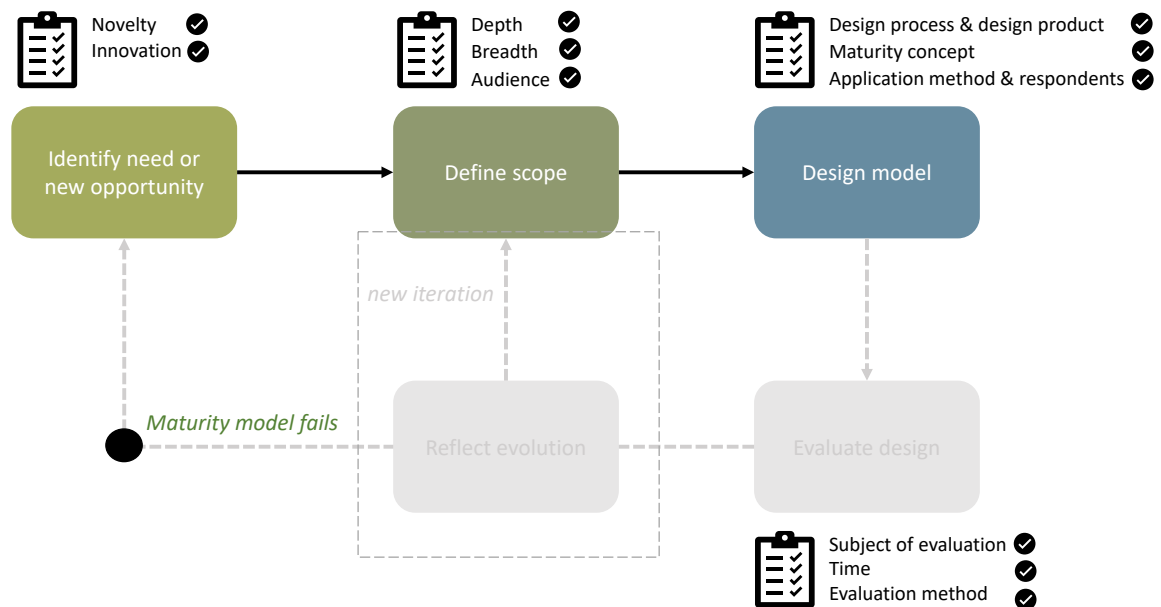 Novelty
Innovation
Depth
Breadth
Audience
Design process & design product
Maturity concept
Application method & respondents
Identify need or
new opportunity
Define scope
Design model
new iteration
Maturity model fails
Reflect evolution
Evaluate design
Subject of evaluation
Time
Evaluation method